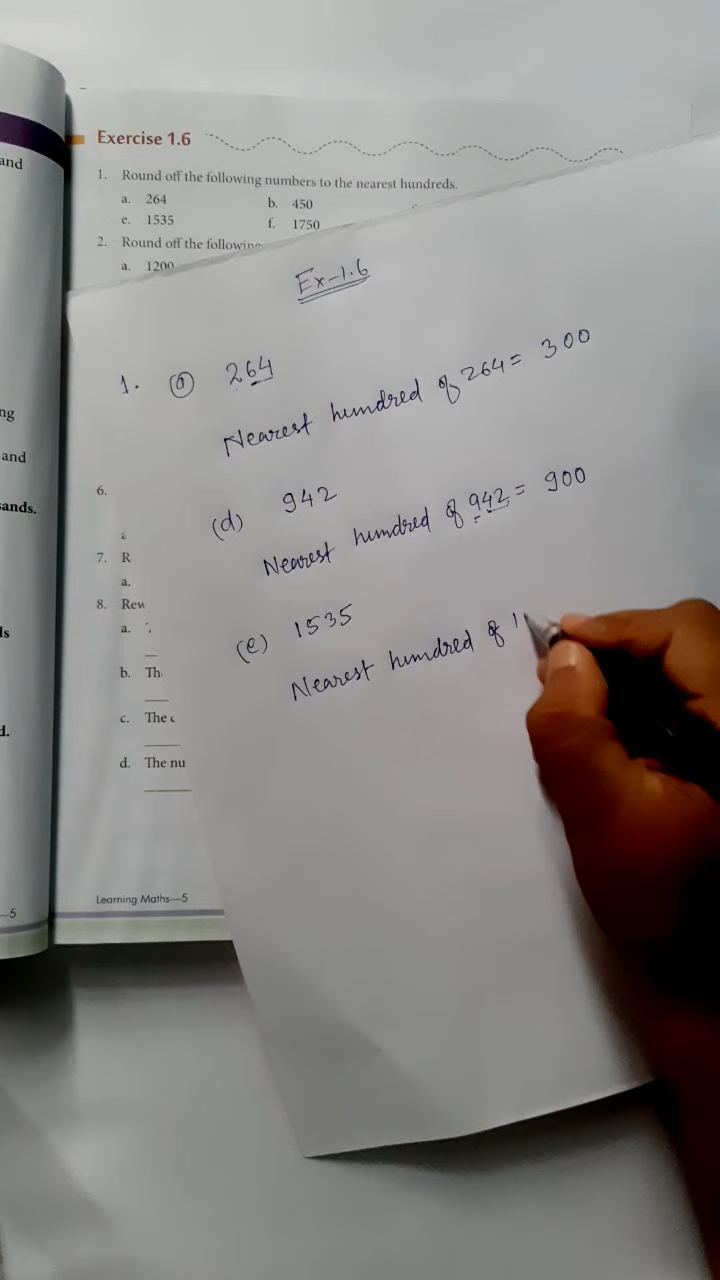 and
ng
and
sands.
ls
d.
—5
Exercise 1.6
1. Round off the following numbers to the nearest hundreds.
a. 264 b. 450
e. 1535 f. 1750
2. Round off the following
a. 1200
6.
7. R
a.
8. Rew
a.
b. Th
c. The
d. The nu
Learning Maths—5
Ex-1.6
1. (a) 264
Nearest hundred of 264 = 300
(d) 942
Nearest hundred of 942 = 900
(e) 1535
Nearest hundred of 1